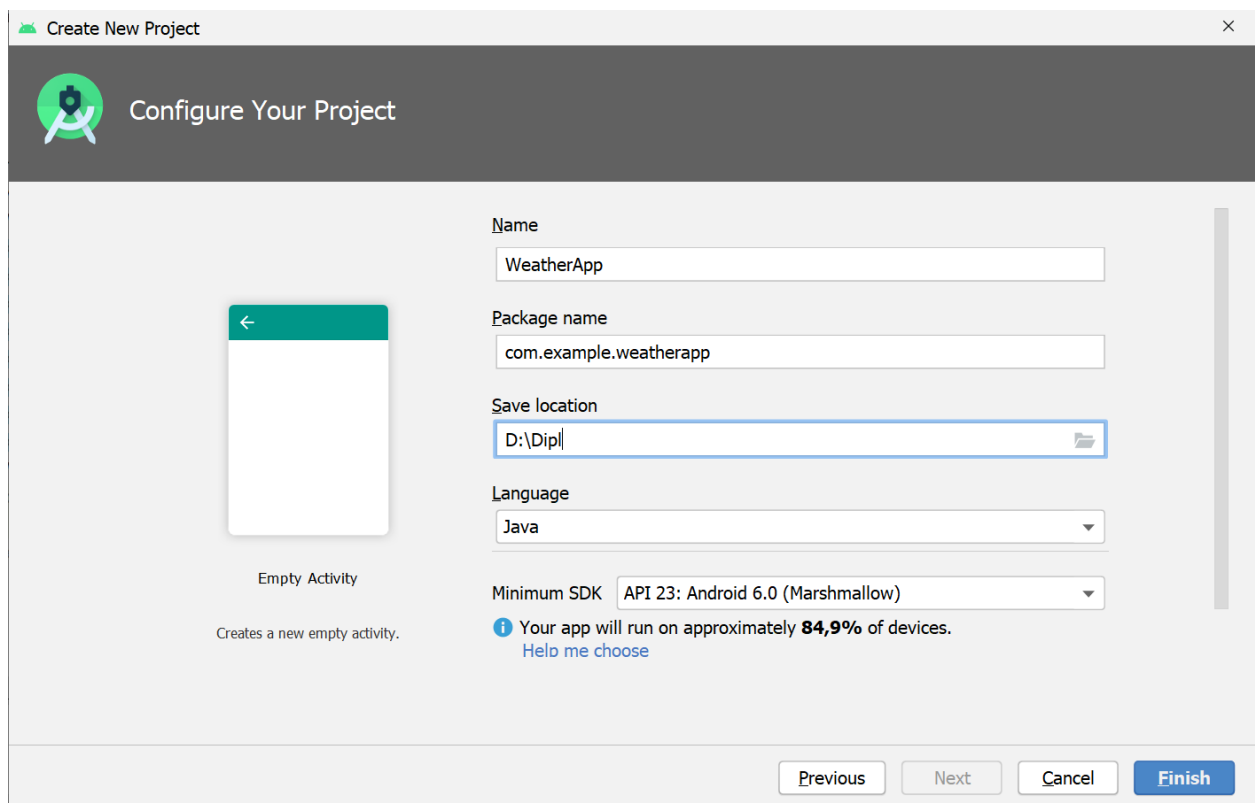 Create New Project
Configure Your Project
Name
WeatherApp
Package name
com.example.weatherapp
Save location
D:\Dipl
Language
Java
Empty Activity
Creates a new empty activity.
Minimum SDK API 23: Android 6.0 (Marshmallow)
Your app will run on approximately 84,9% of devices.
Help me choose
Previous Next Cancel Finish